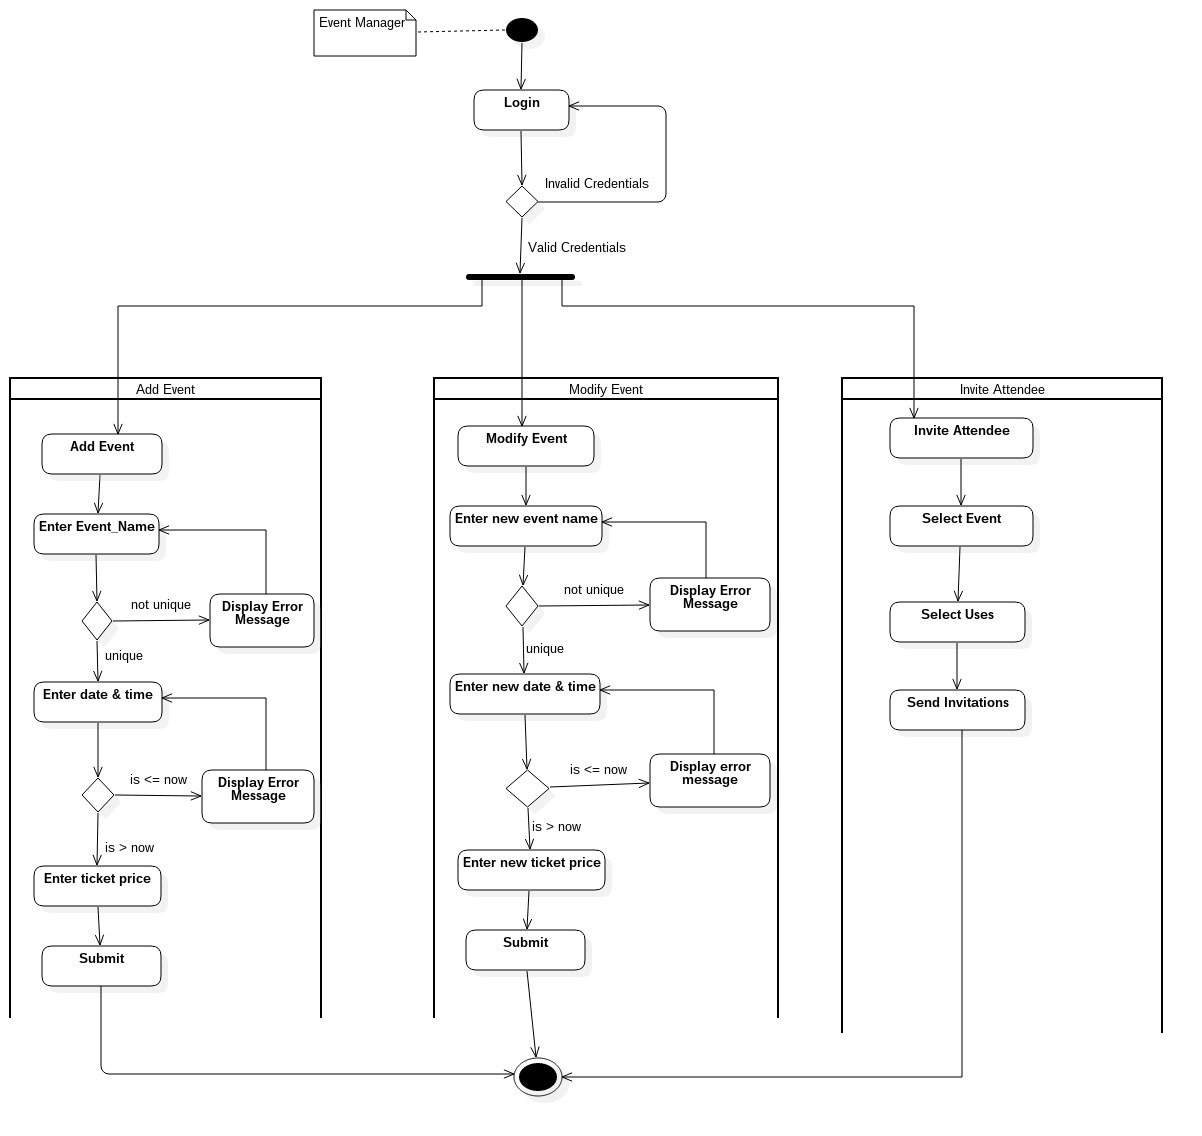 Event Manager
Login
Invalid Credentials
Valid Credentials
Add Event
Add Event
Enter Event_Name
not unique
Display Error
Message
unique
Enter date & time
is <= now
Display Error
Message
is > now
Enter ticket price
Submit
Modify Event
Modify Event
Enter new event name
not unique
Display Error
Message
unique
Enter new date & time
is <= now
Display error
message
is > now
Enter new ticket price
Submit
Invite Attendee
Invite Attendee
Select Event
Select Uses
Send Invitations